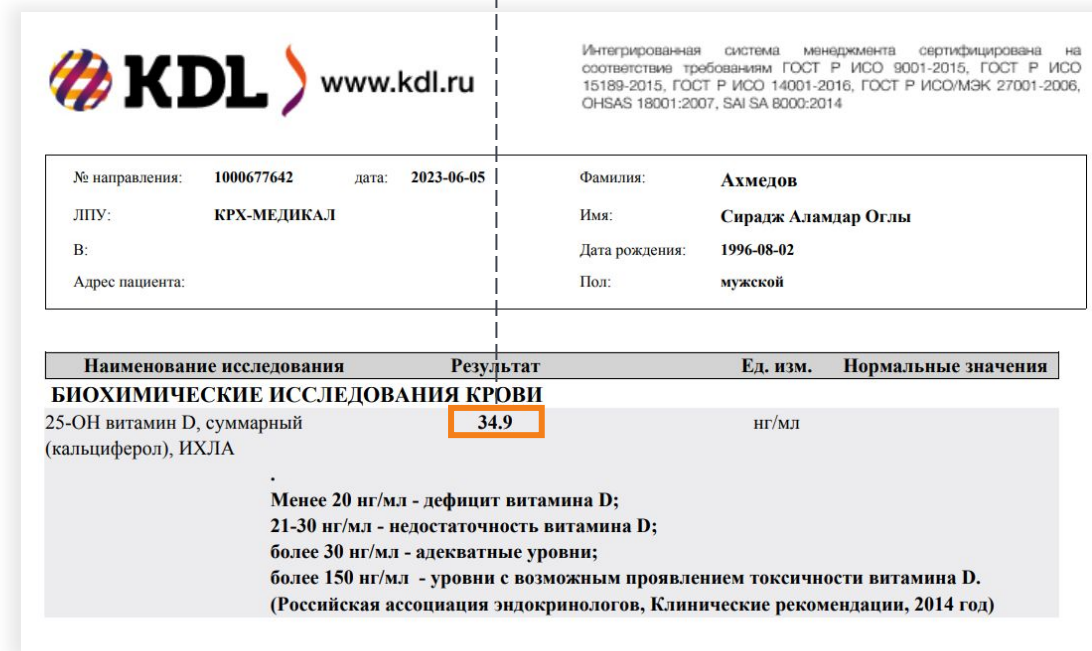 KDL
www.kdl.ru
Интегрированная система менеджмента сертифицирована на
соответствие требованиям ГОСТ Р ИСО 9001-2015, ГОСТ Р ИСО
15189-2015, ГОСТ Р ИСО 14001-2016, ГОСТ Р ИСО/МЭК 27001-2006,
OHSAS 18001:2007, SAI SA 8000:2014
№ направления: 1000677642 дата: 2023-06-05 Фамилия: Ахмедов
ЛПУ: КРХ-МЕДИКАЛ Имя: Сирадж Аламдар Оглы
В: Дата рождения: 1996-08-02
Адрес пациента: Пол: мужской
Наименование исследования Результат Ед. изм. Нормальные значения
БИОХИМИЧЕСКИЕ ИССЛЕДОВАНИЯ КРОВИ
25-OH витамин D, суммарный 34.9 нг/мл
(кальциферол), ИХЛА
.
Менее 20 нг/мл - дефицит витамина D;
21-30 нг/мл - недостаточность витамина D;
более 30 нг/мл - адекватные уровни;
более 150 нг/мл - уровни с возможным проявлением токсичности витамина D.
(Российская ассоциация эндокринологов, Клинические рекомендации, 2014 год)